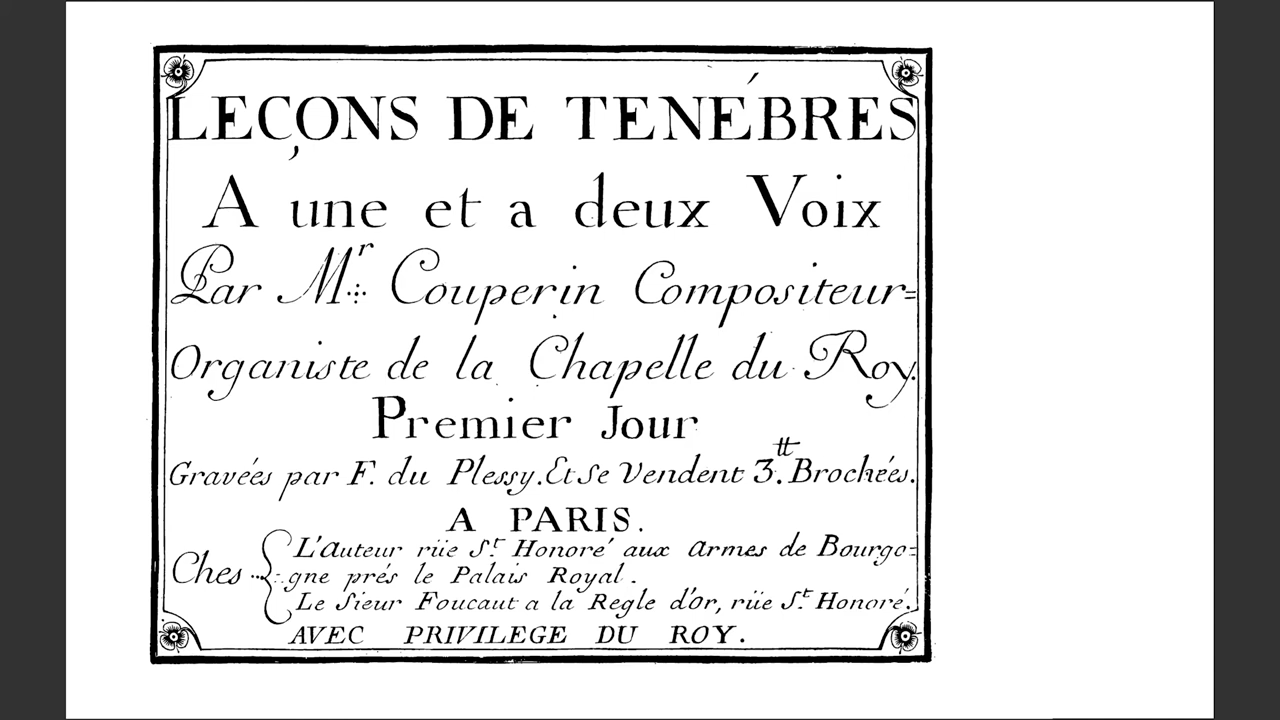 LEÇONS DE TENÉBRES
A une et a deux Voix
Par Mr. Couperin Compositeur=
Organiste de la Chapelle du Roy.
Premier Jour
Gravées par F. du Plessy. Et se Vendent 3.tt Brochées.
A PARIS.
Ches
L'Auteur rüe St. Honoré aux armes de Bourgo=
gne prés le Palais Royal.
Le Sieur Foucaut a la Regle d'or, rüe St. Honoré.
AVEC PRIVILEGE DU ROY.